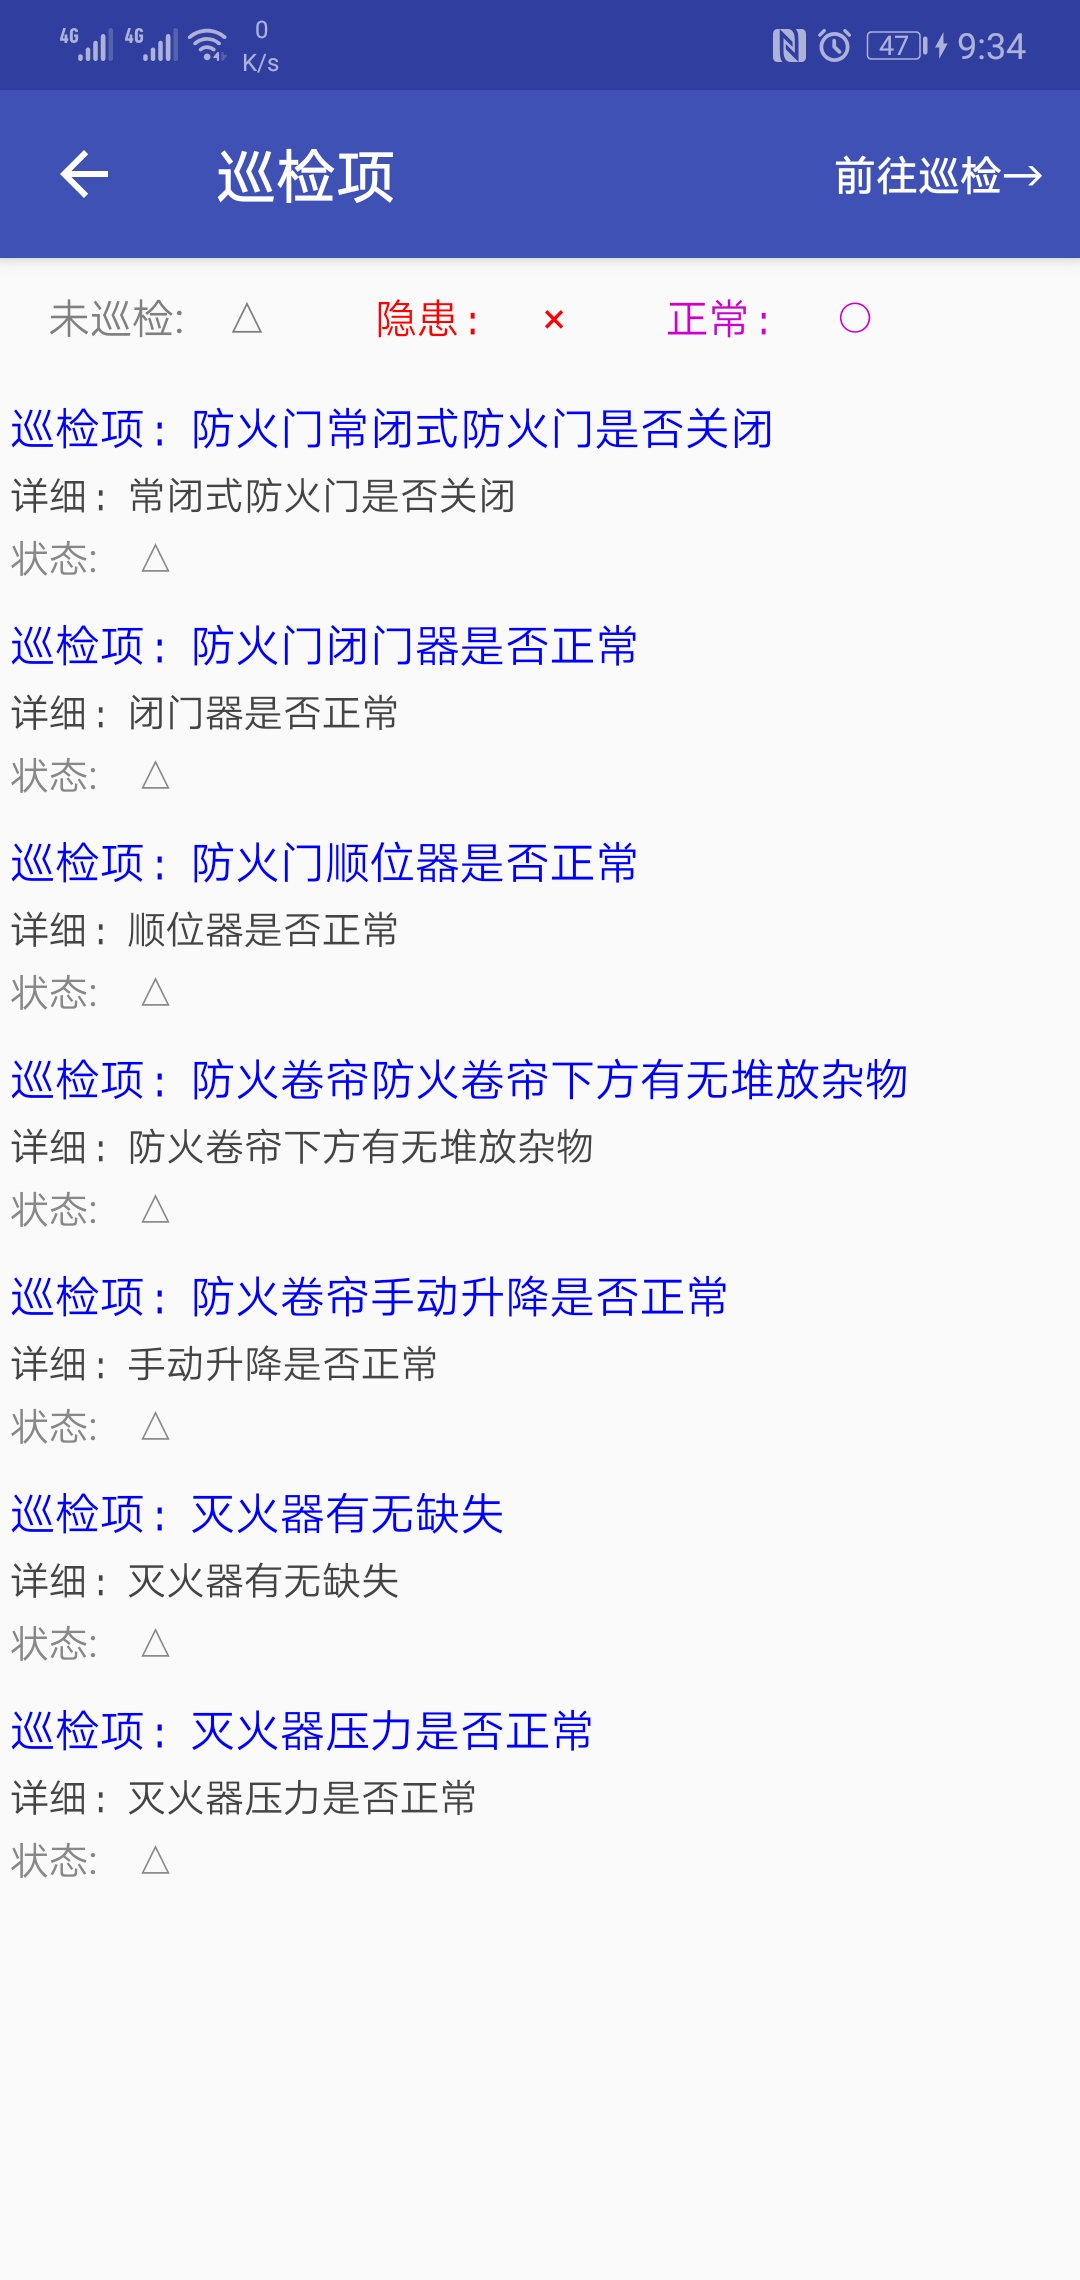 4G 4G 0 K/s 47 9:34
巡检项 前往巡检→
未巡检: △ 隐患: × 正常: ○
巡检项: 防火门常闭式防火门是否关闭
详细: 常闭式防火门是否关闭
状态: △
巡检项: 防火门闭门器是否正常
详细: 闭门器是否正常
状态: △
巡检项: 防火门顺位器是否正常
详细: 顺位器是否正常
状态: △
巡检项: 防火卷帘防火卷帘下方有无堆放杂物
详细: 防火卷帘下方有无堆放杂物
状态: △
巡检项: 防火卷帘手动升降是否正常
详细: 手动升降是否正常
状态: △
巡检项: 灭火器有无缺失
详细: 灭火器有无缺失
状态: △
巡检项: 灭火器压力是否正常
详细: 灭火器压力是否正常
状态: △